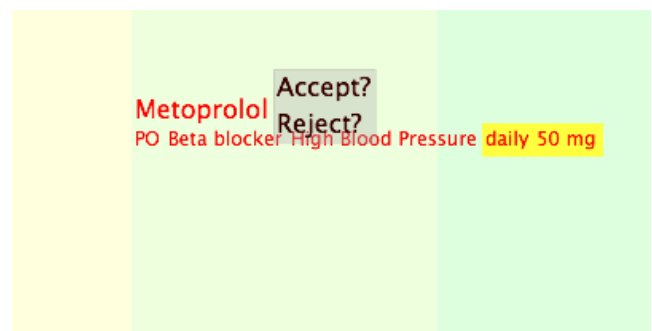 Accept?
Metoprolol
Reject?
PO Beta blocker High Blood Pressure daily 50 mg